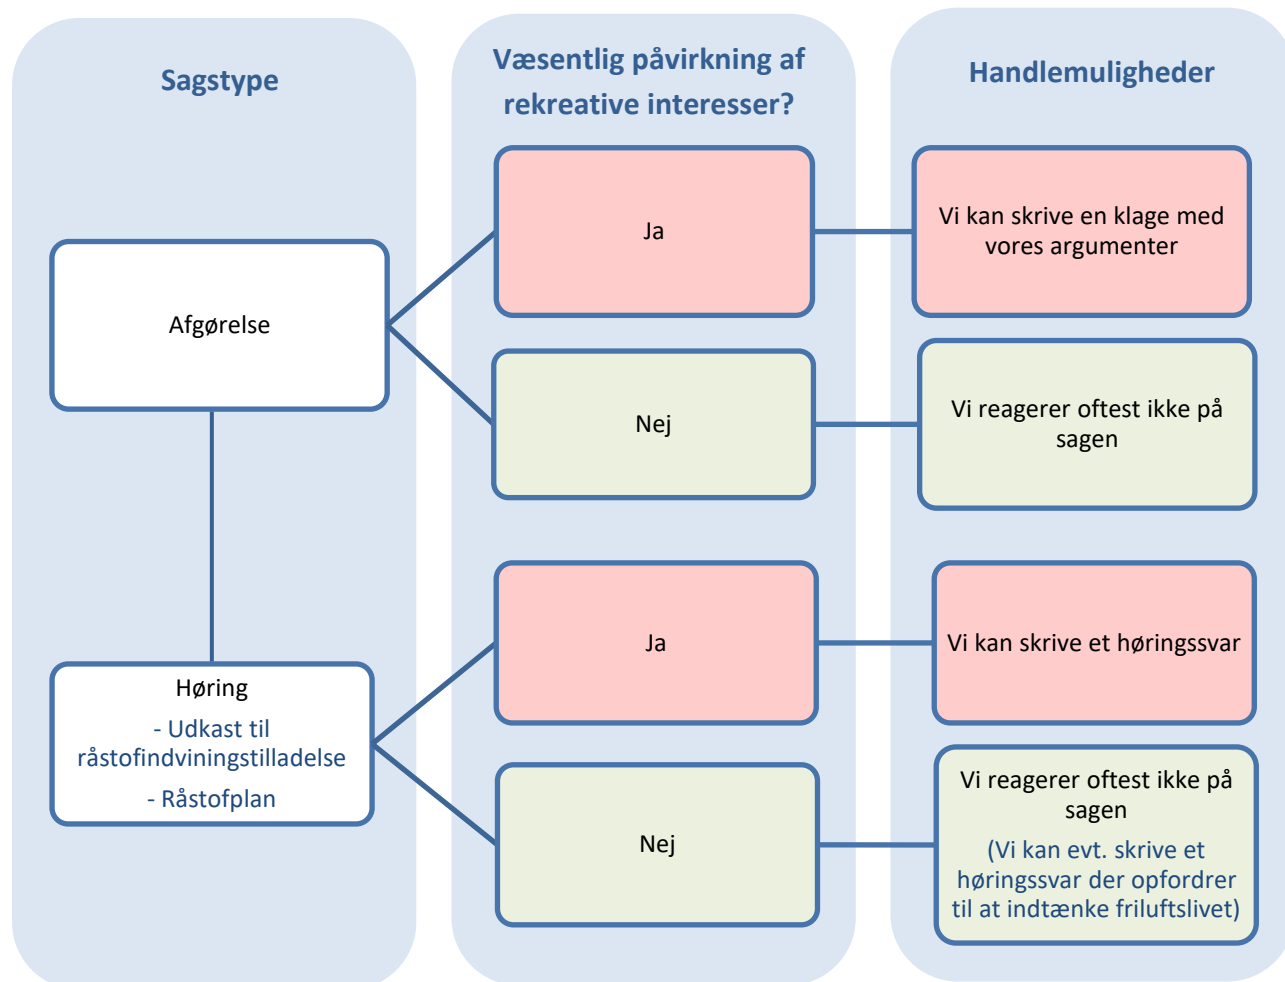 Sagstype
Væsentlig påvirkning af
rekreative interesser?
Handlemuligheder
Afgørelse
Ja
Vi kan skrive en klage med
vores argumenter
Nej
Vi reagerer oftest ikke på
sagen
Høring
- Udkast til
råstofindviningstilladelse
- Råstofplan
Ja
Vi kan skrive et høringssvar
Nej
Vi reagerer oftest ikke på
sagen
(Vi kan evt. skrive et
høringssvar der opfordrer
til at indtænke friluftslivet)